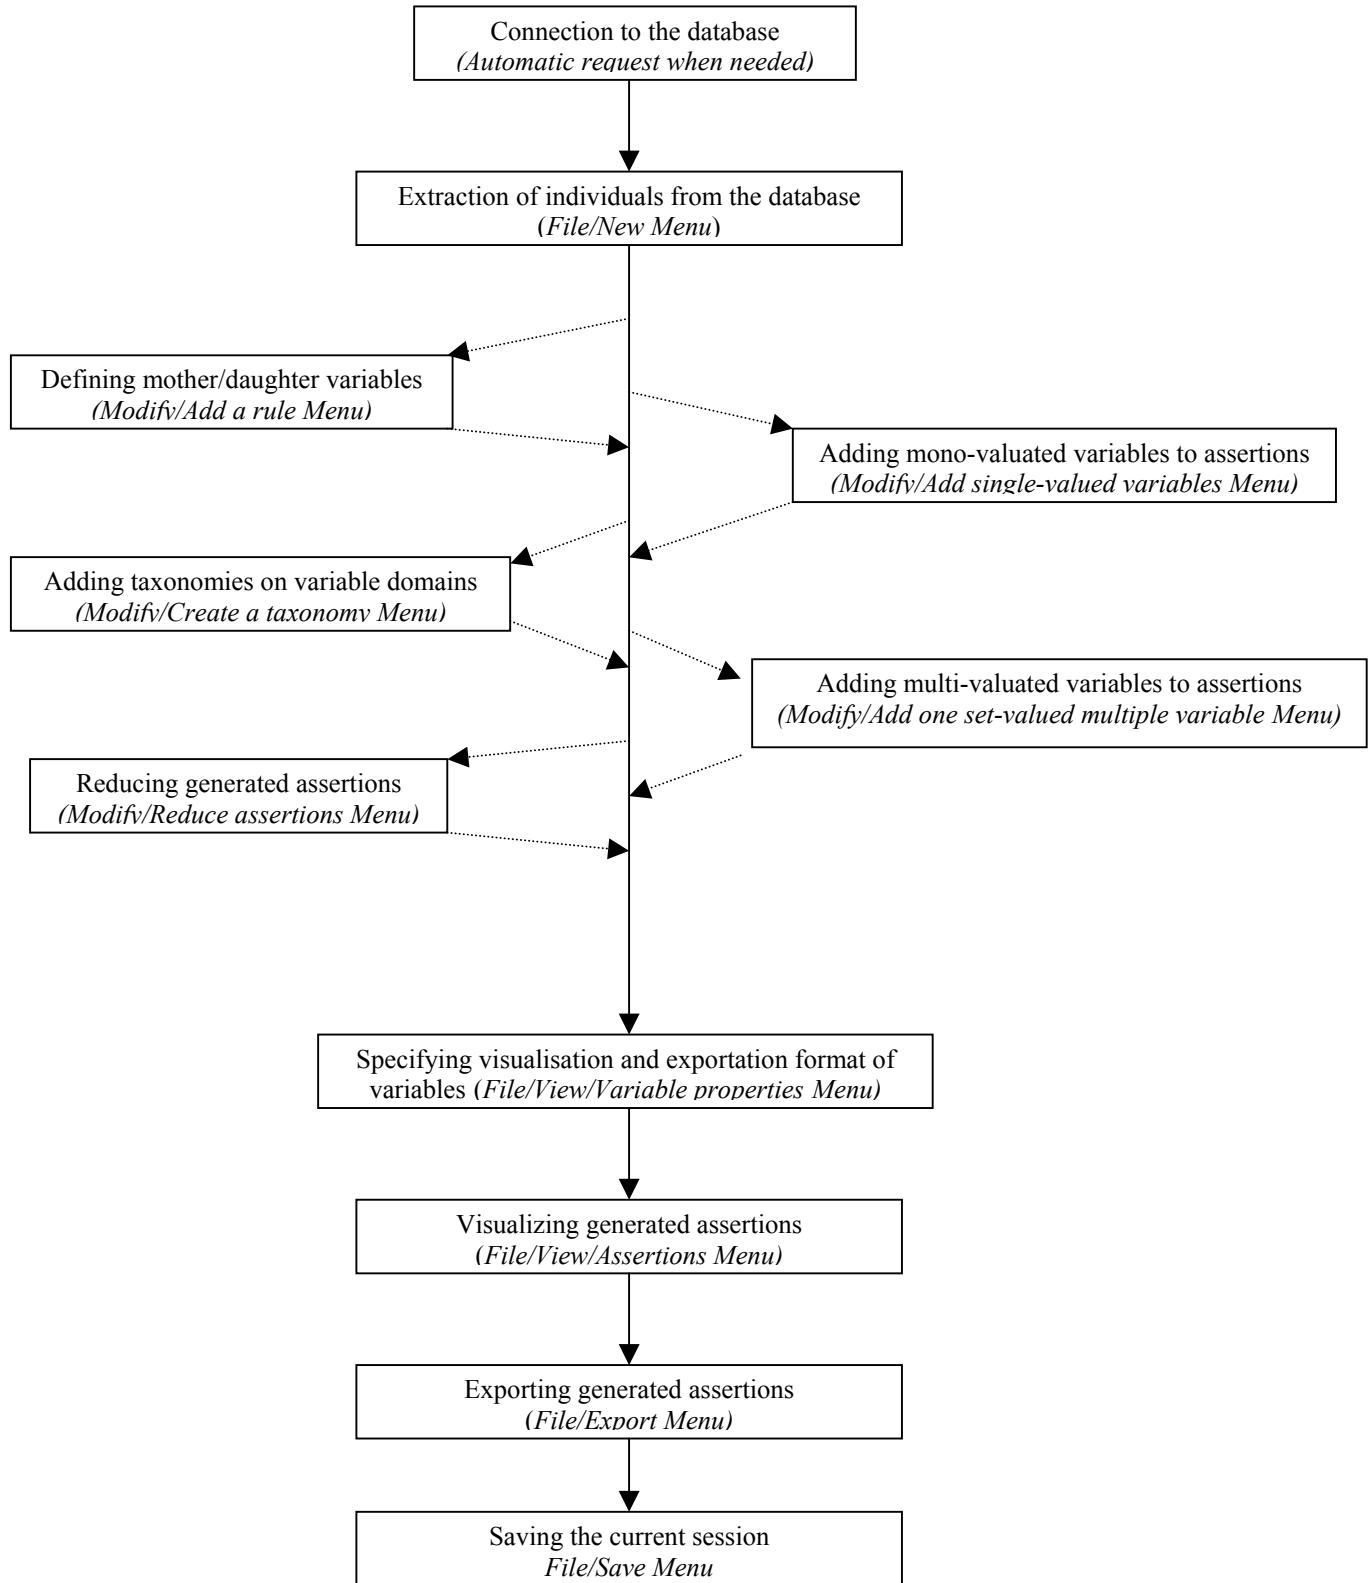 Connection to the database
(Automatic request when needed)
Extraction of individuals from the database
(File/New Menu)
Defining mother/daughter variables
(Modify/Add a rule Menu)
Adding mono-valuated variables to assertions
(Modify/Add single-valued variables Menu)
Adding taxonomies on variable domains
(Modify/Create a taxonomy Menu)
Adding multi-valuated variables to assertions
(Modify/Add one set-valued multiple variable Menu)
Reducing generated assertions
(Modify/Reduce assertions Menu)
Specifying visualisation and exportation format of
variables (File/View/Variable properties Menu)
Visualizing generated assertions
(File/View/Assertions Menu)
Exporting generated assertions
(File/Export Menu)
Saving the current session
File/Save Menu